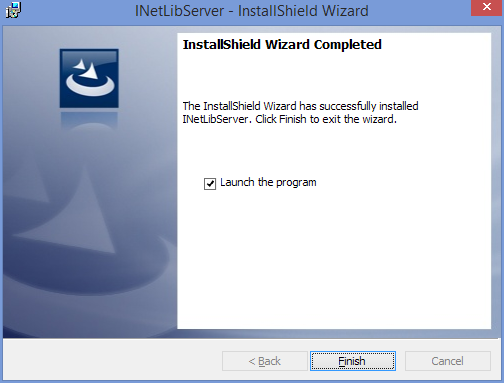 INetLibServer - InstallShield Wizard
InstallShield Wizard Completed
The InstallShield Wizard has successfully installed
INetLibServer. Click Finish to exit the wizard.
Launch the program
< Back
Finish
Cancel